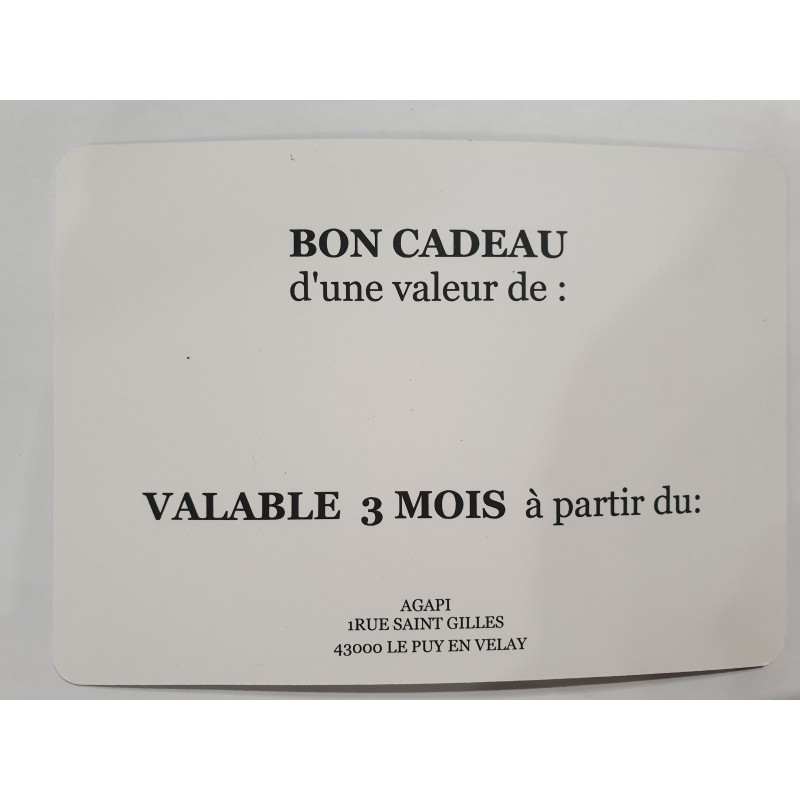 BON CADEAU
d'une valeur de :
VALABLE 3 MOIS à partir du:
AGAPI
1RUE SAINT GILLES
43000 LE PUY EN VELAY